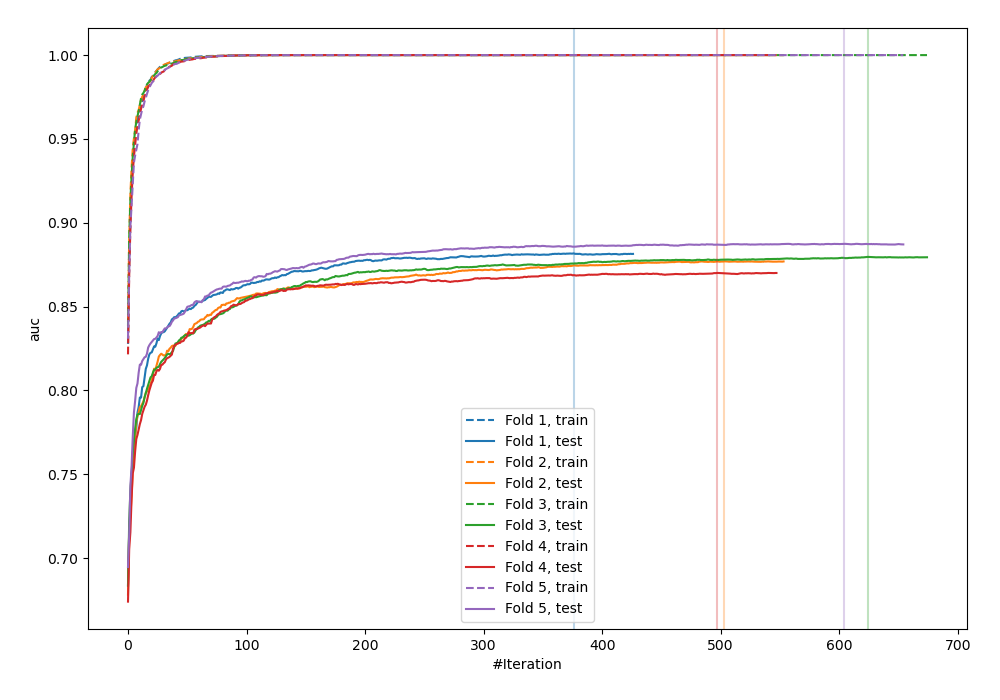 1.00
0.95
0.90
0.85
0.80
0.75
0.70
auc
Fold 1, train
Fold 1, test
Fold 2, train
Fold 2, test
Fold 3, train
Fold 3, test
Fold 4, train
Fold 4, test
Fold 5, train
Fold 5, test
0 100 200 300 400 500 600 700
#Iteration